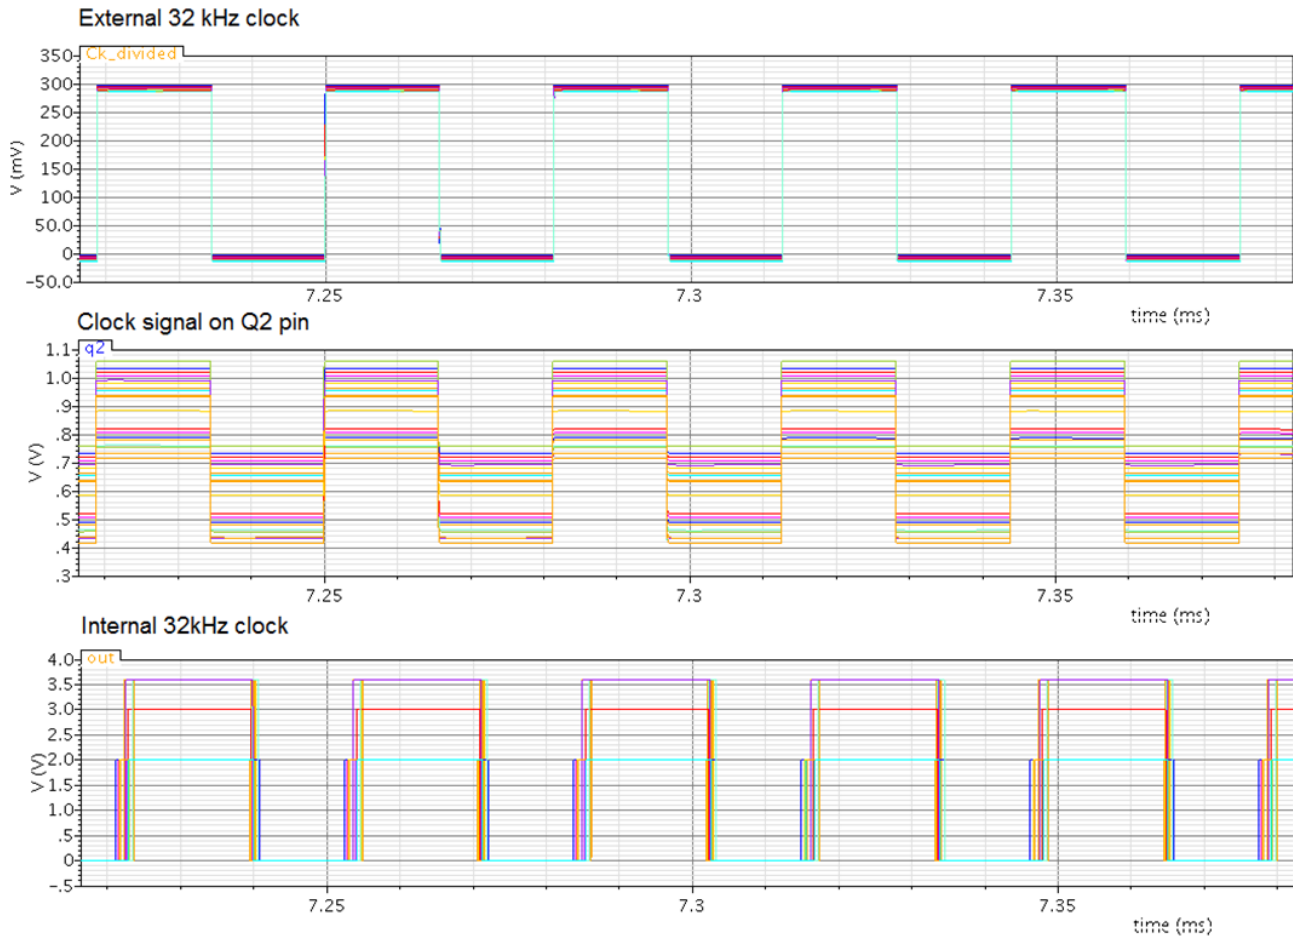 External 32 kHz clock
Ck_divided
350
300
250
200
150
100
50.0
0
−50.0
V (mV)
7.25 7.3 7.35
time (ms)
Clock signal on Q2 pin
q2
1.1
1.0
.9
.8
.7
.6
.5
.4
.3
V (V)
7.25 7.3 7.35
time (ms)
Internal 32kHz clock
out
4.0
3.5
3.0
2.0
1.5
1.0
.5
0
−.5
V (V)
7.25 7.3 7.35
time (ms)